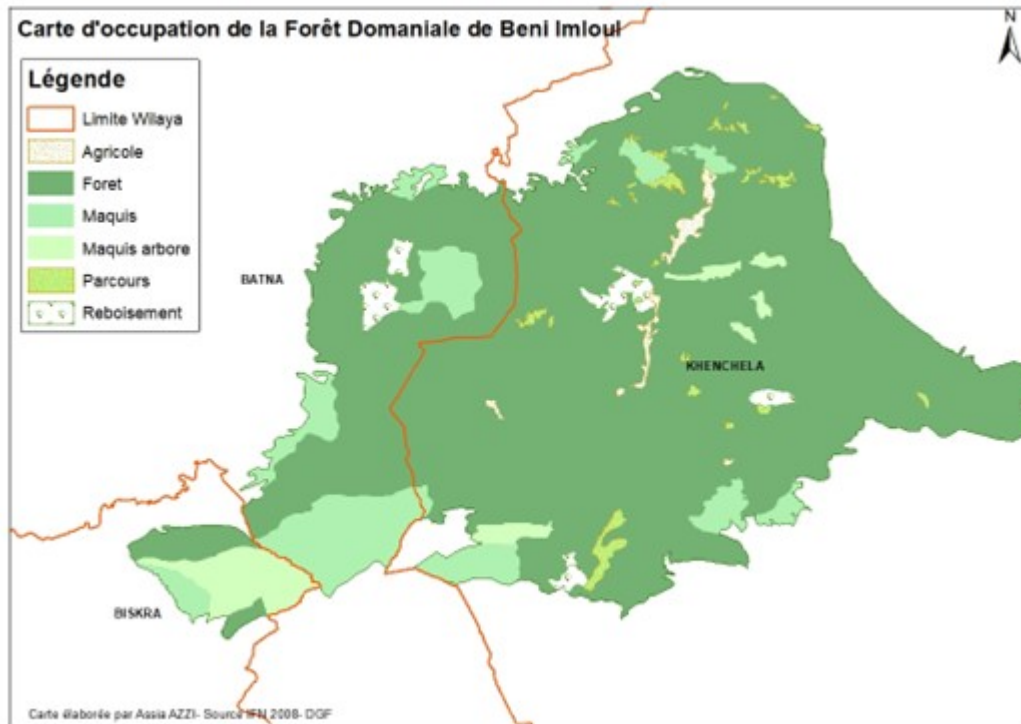 Carte d'occupation de la Forêt Domaniale de Beni Imloul
N
Légende
Limite Wilaya
Agricole
Foret
Maquis
Maquis arbore
Parcours
Reboisement
BATNA
KHENCHELA
BISKRA
Carte élaborée par Assia AZZI- Source IFN 2008- DGF